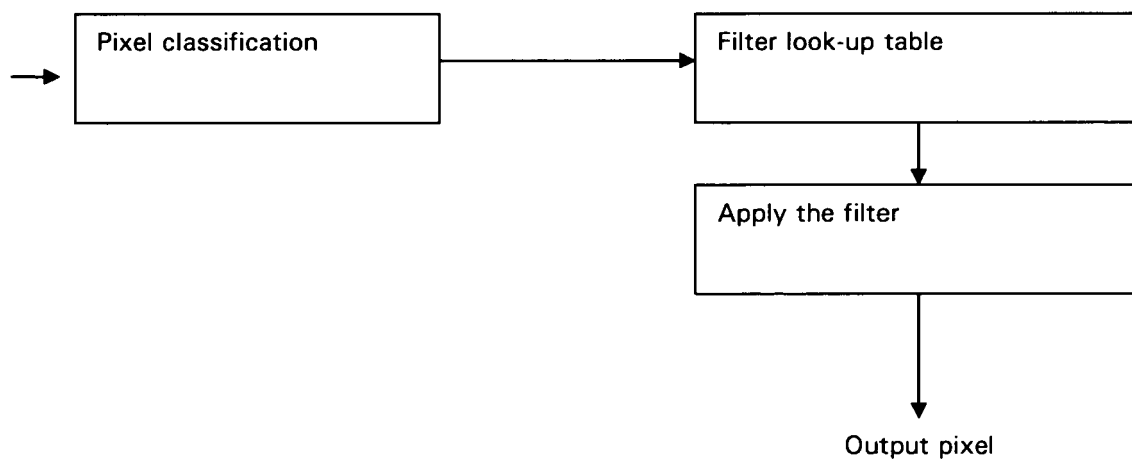 Pixel classification
Filter look-up table
Apply the filter
Output pixel